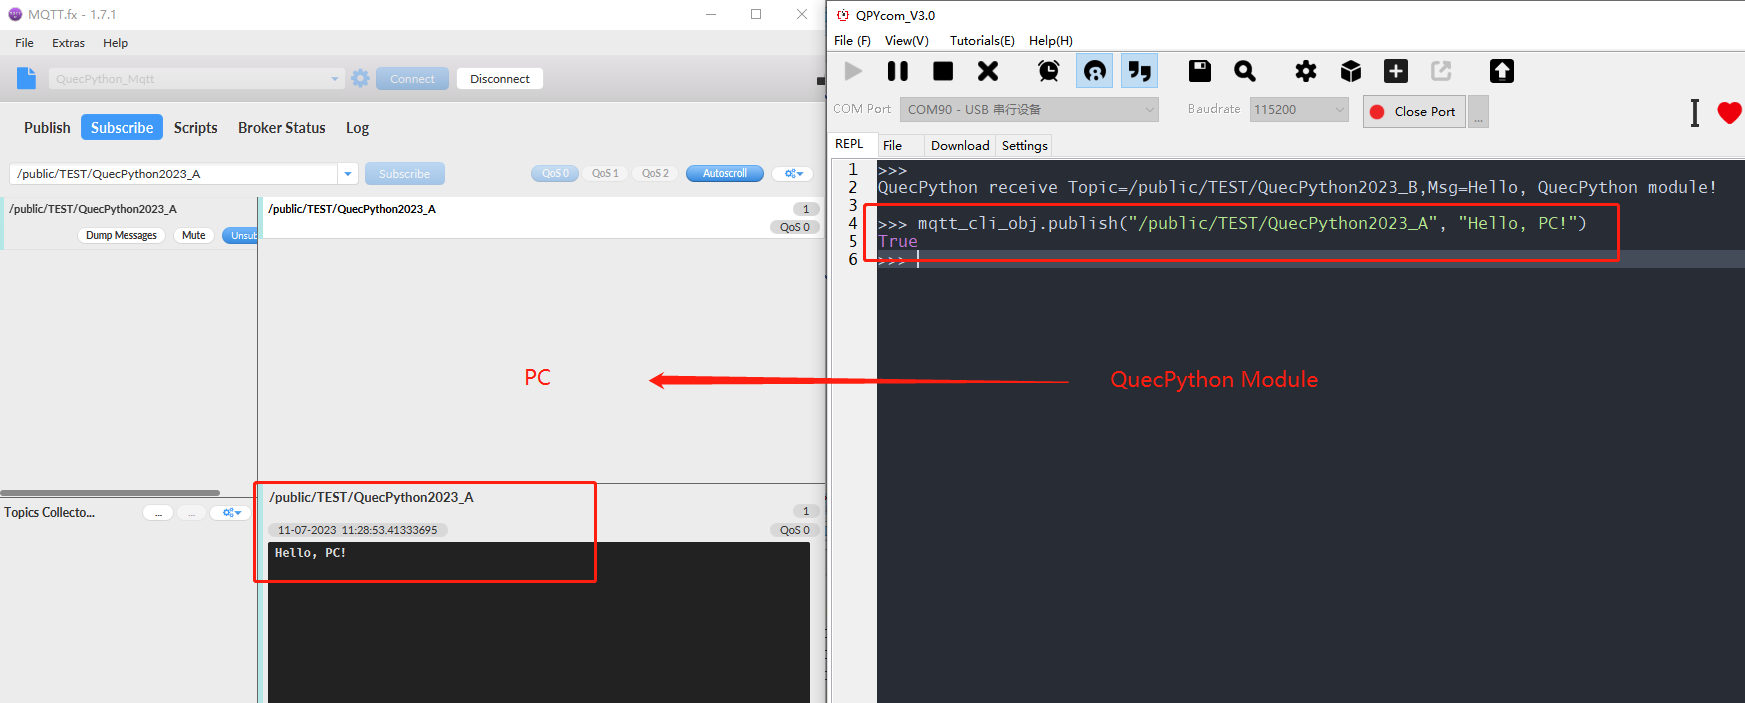 MQTT.fx - 1.7.1
File Extras Help
QuecPython_Mqtt Connect Disconnect
Publish Subscribe Scripts Broker Status Log
/public/TEST/QuecPython2023_A Subscribe QoS 0 QoS 1 QoS 2 Autoscroll
/public/TEST/QuecPython2023_A
Dump Messages Mute Unsub
/public/TEST/QuecPython2023_A 1
QoS 0
PC
Topics Collecto... ... ...
/public/TEST/QuecPython2023_A
1
11-07-2023 11:28:53.41333695 QoS 0
Hello, PC!
QPYcom_V3.0
File (F) View(V) Tutorials(E) Help(H)
COM Port COM90 - USB 串行设备 Baudrate 115200 Close Port ...
REPL File Download Settings
1 >>>
2 QuecPython receive Topic=/public/TEST/QuecPython2023_B,Msg=Hello, QuecPython module!
3
4 >>> mqtt_cli_obj.publish("/public/TEST/QuecPython2023_A", "Hello, PC!")
5 True
6 >>>
QuecPython Module